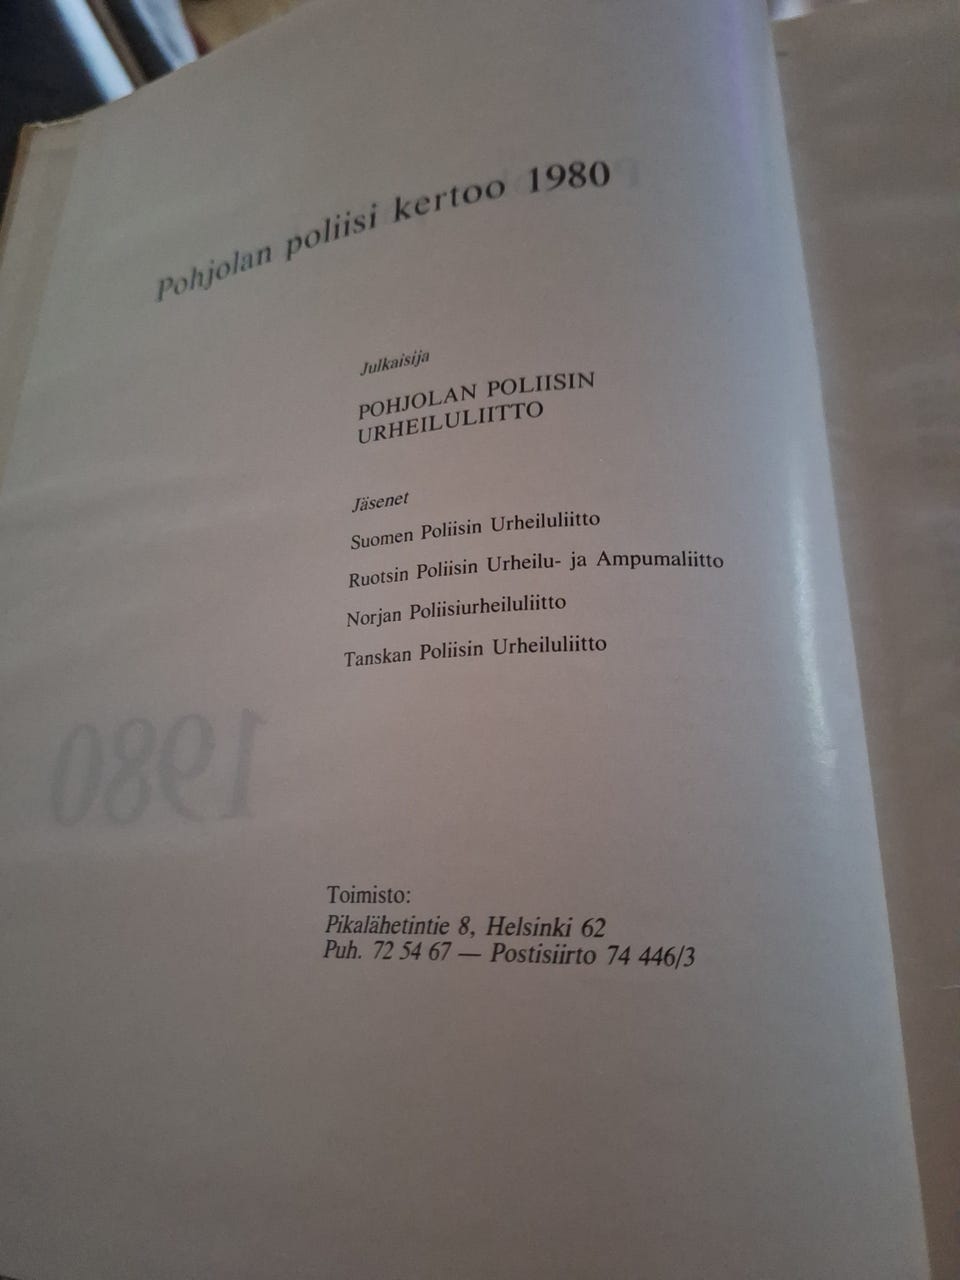 Pohjolan poliisi kertoo 1980
Julkaisija
POHJOLAN POLIISIN
URHEILULIITTO
Jäsenet
Suomen Poliisin Urheiluliitto
Ruotsin Poliisin Urheilu- ja Ampumaliitto
Norjan Poliisiurheiluliitto
Tanskan Poliisin Urheiluliitto
1980
Toimisto:
Pikalähetintie 8, Helsinki 62
Puh. 72 54 67 — Postisiirto 74 446/3